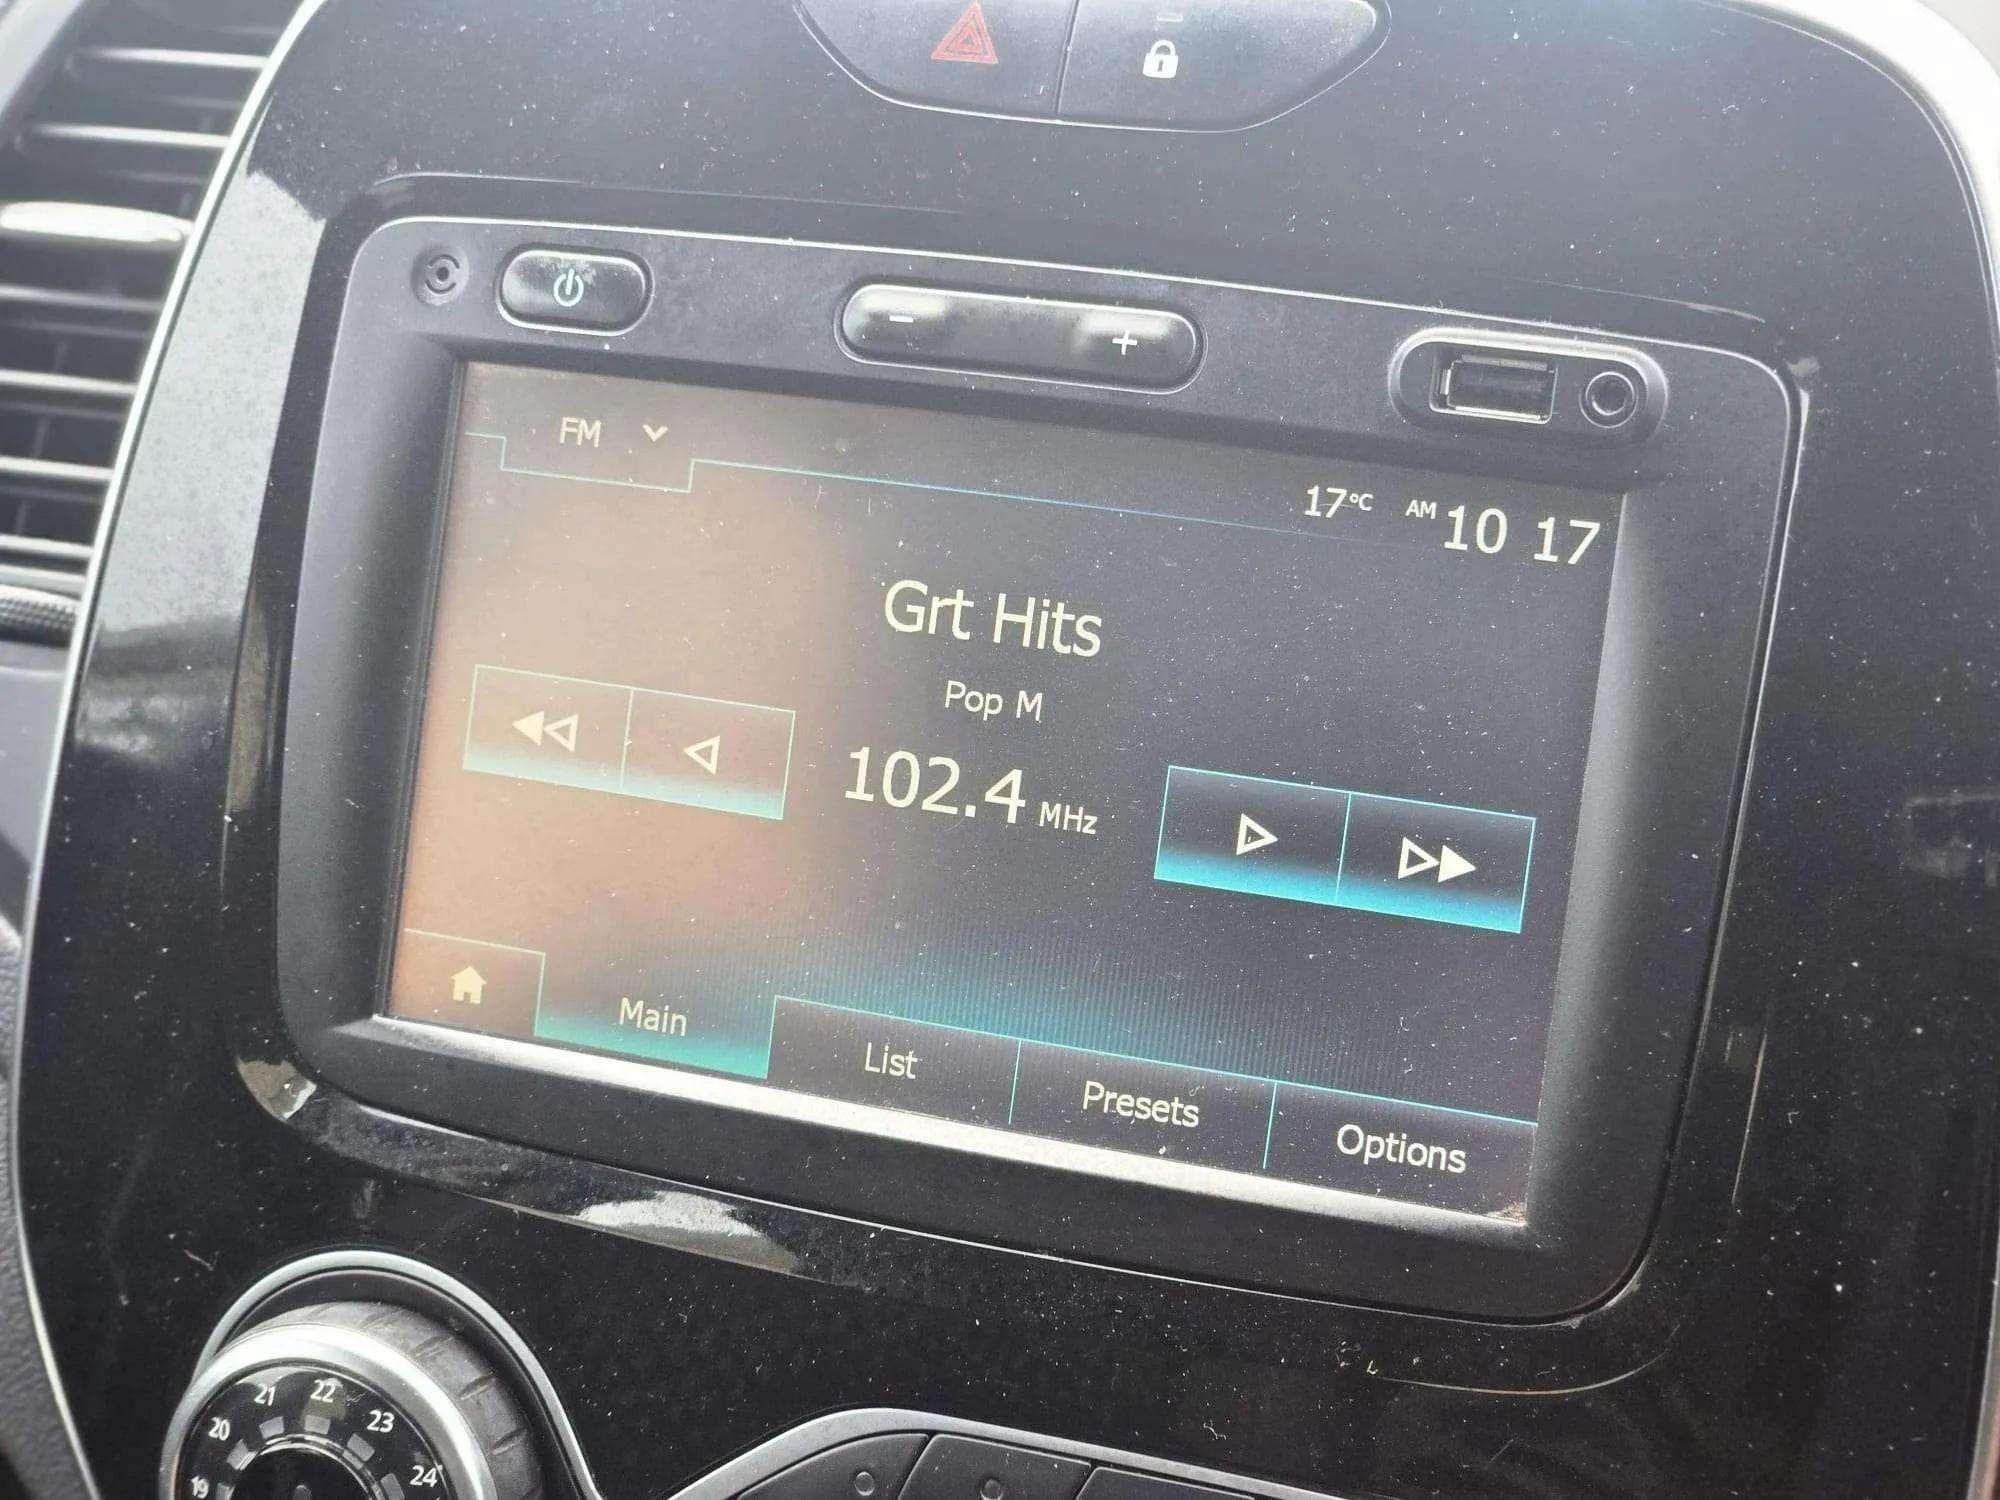 FM
17°C AM 10 17
Grt Hits
Pop M
102.4 MHz
Main
List
Presets
Options
19 20 21 22 23 24